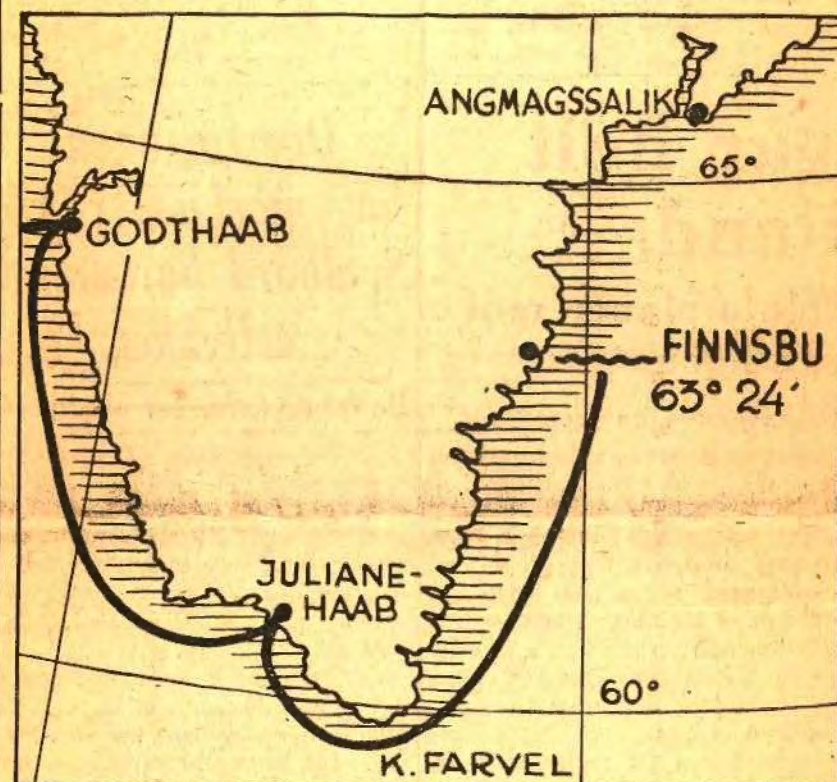 ANGMAGSSALIK
65°
GODTHAAB
FINNSBU
63° 24′
JULIANE-
HAAB
60°
K. FARVEL